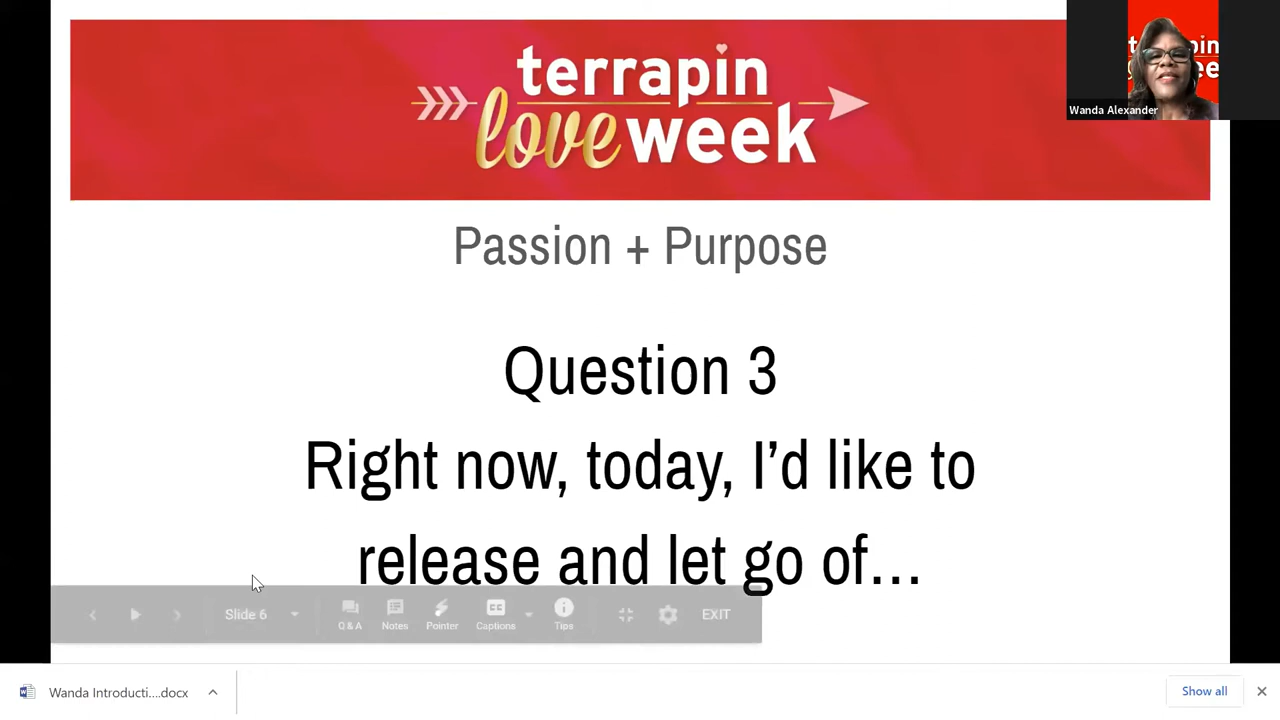 terrapin
love week
Wanda Alexander
Passion + Purpose
Question 3
Right now, today, I’d like to
release and let go of…
Slide 6
Q & A
Notes
Pointer
CC
Captions
Tips
EXIT
Wanda Introducti....docx
Show all